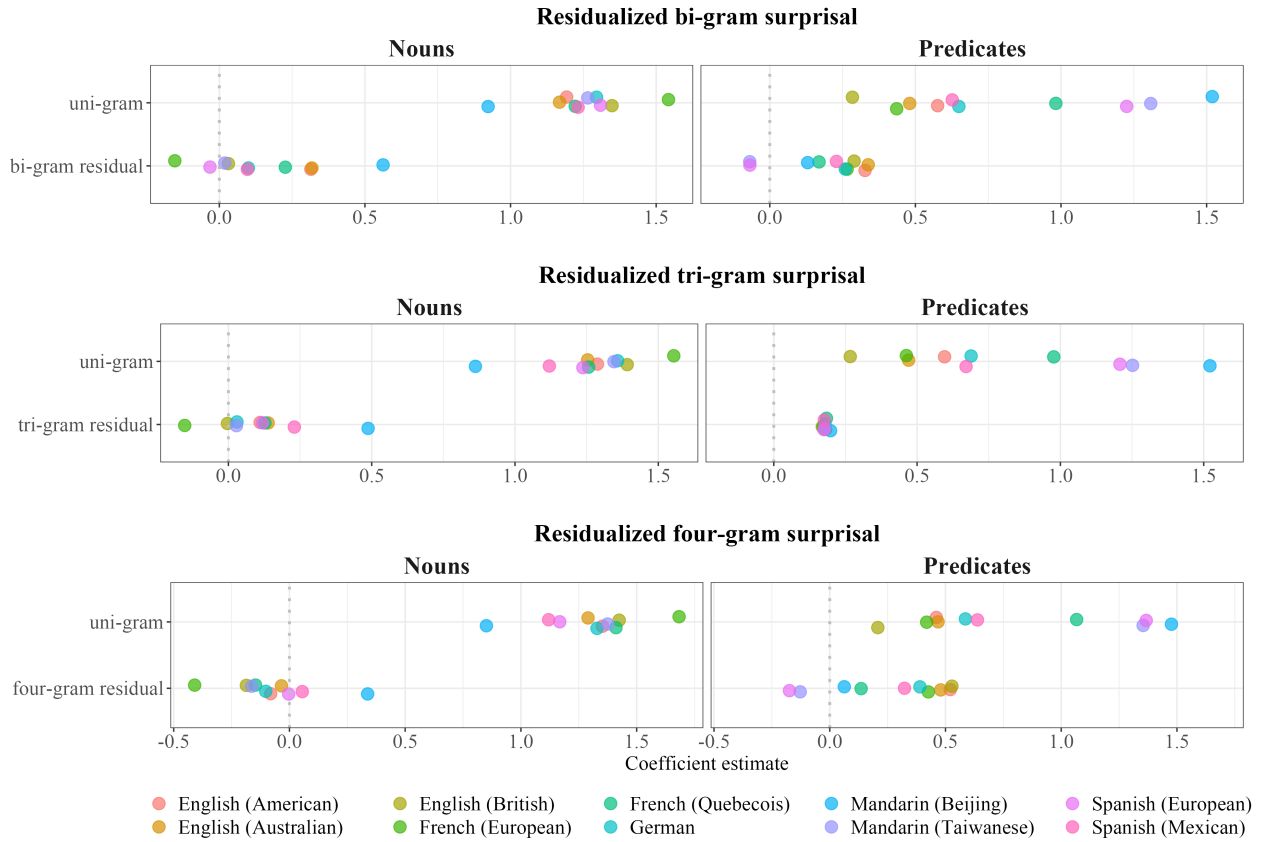 Residualized bi-gram surprisal
Nouns Predicates
uni-gram
bi-gram residual
0.0 0.5 1.0 1.5 0.0 0.5 1.0 1.5
Residualized tri-gram surprisal
Nouns Predicates
uni-gram
tri-gram residual
0.0 0.5 1.0 1.5 0.0 0.5 1.0 1.5
Residualized four-gram surprisal
Nouns Predicates
uni-gram
four-gram residual
-0.5 0.0 0.5 1.0 1.5 -0.5 0.0 0.5 1.0 1.5
Coefficient estimate
English (American) English (British) French (Quebecois) Mandarin (Beijing) Spanish (European)
English (Australian) French (European) German Mandarin (Taiwanese) Spanish (Mexican)